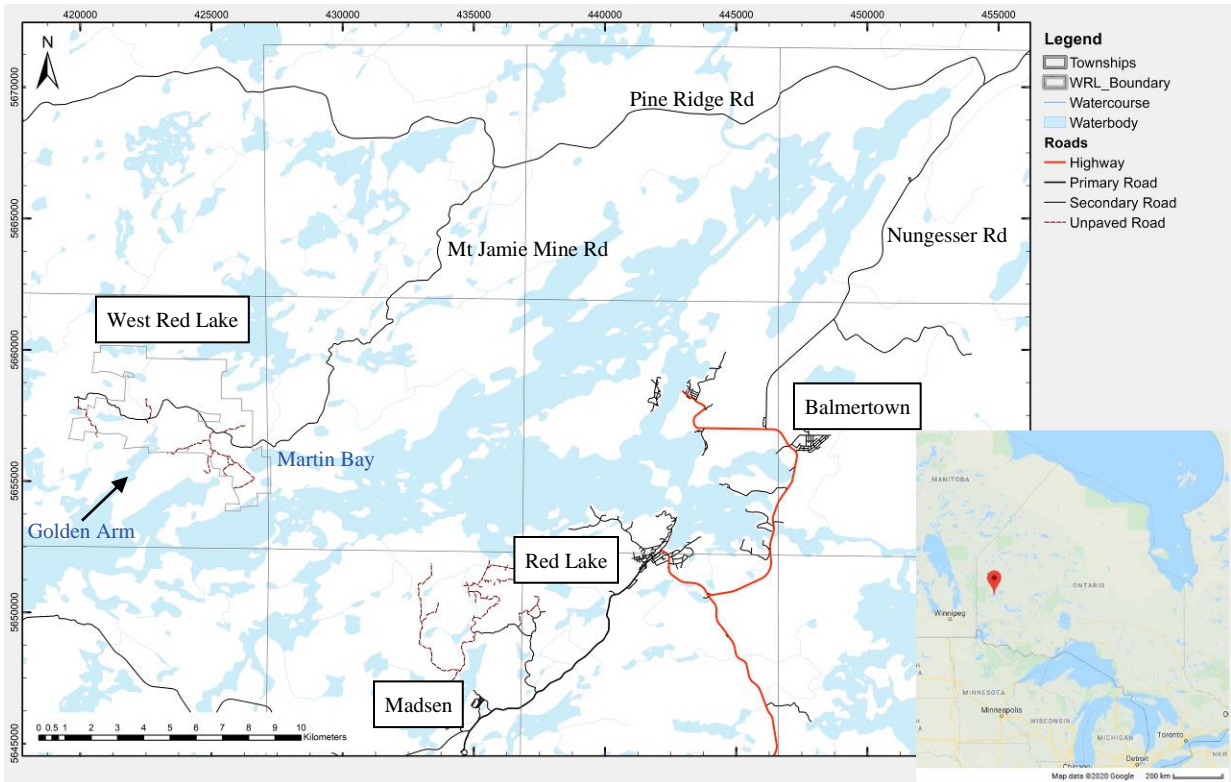 420000 425000 430000 435000 440000 445000 450000 455000
N
Legend
Townships
WRL_Boundary
Watercourse
Waterbody
Roads
Highway
Primary Road
Secondary Road
Unpaved Road
5670000
Pine Ridge Rd
5665000
Nungesser Rd
Mt Jamie Mine Rd
West Red Lake
5660000
Balmertown
Martin Bay
5655000
Golden Arm
Red Lake
5650000
Madsen
0 0.5 1 2 3 4 5 6 7 8 9 10
Kilometers
5645000
MANITOBA
ONTARIO
Winnipeg
MINNESOTA
Minneapolis
WISCONSIN
MICHIGAN
Toronto
Detroit
Chicago
NEW
Map data ©2020 Google 200 km